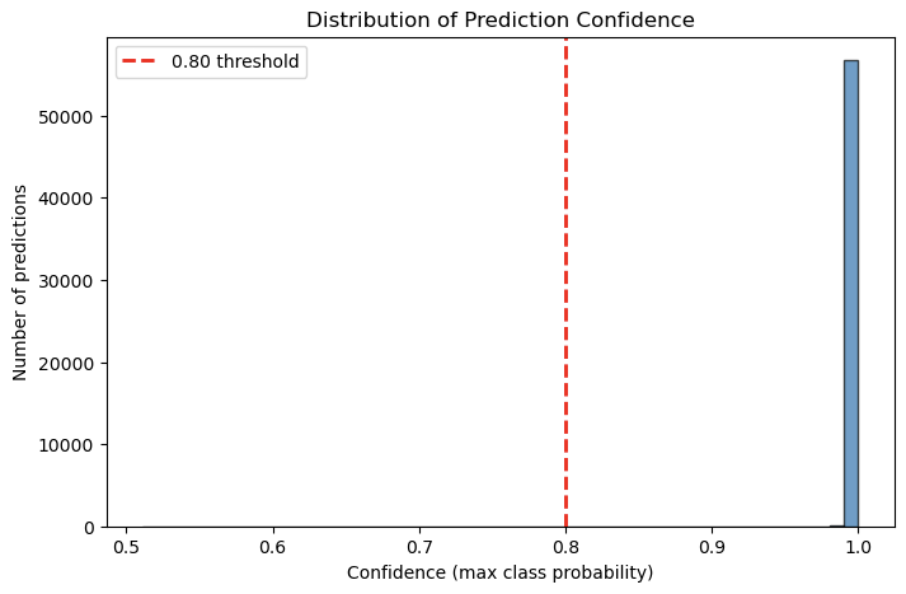 Distribution of Prediction Confidence
0.80 threshold
Number of predictions
50000
40000
30000
20000
10000
0
0.5 0.6 0.7 0.8 0.9 1.0
Confidence (max class probability)